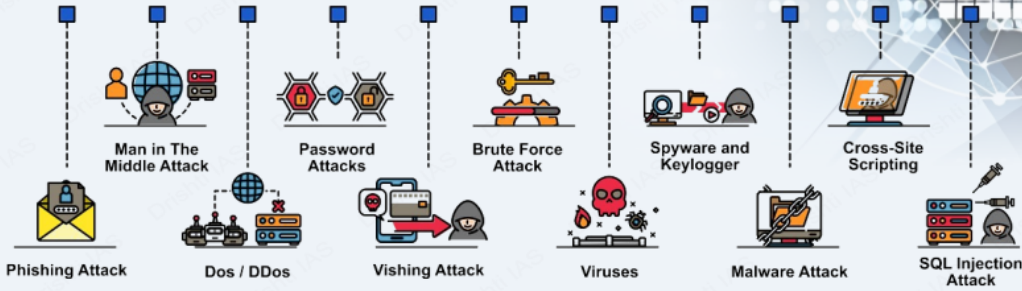 Man in The
Middle Attack
Password
Attacks
Brute Force
Attack
Spyware and
Keylogger
Cross-Site
Scripting
Phishing Attack
Dos / DDos
Vishing Attack
Viruses
Malware Attack
SQL Injection
Attack